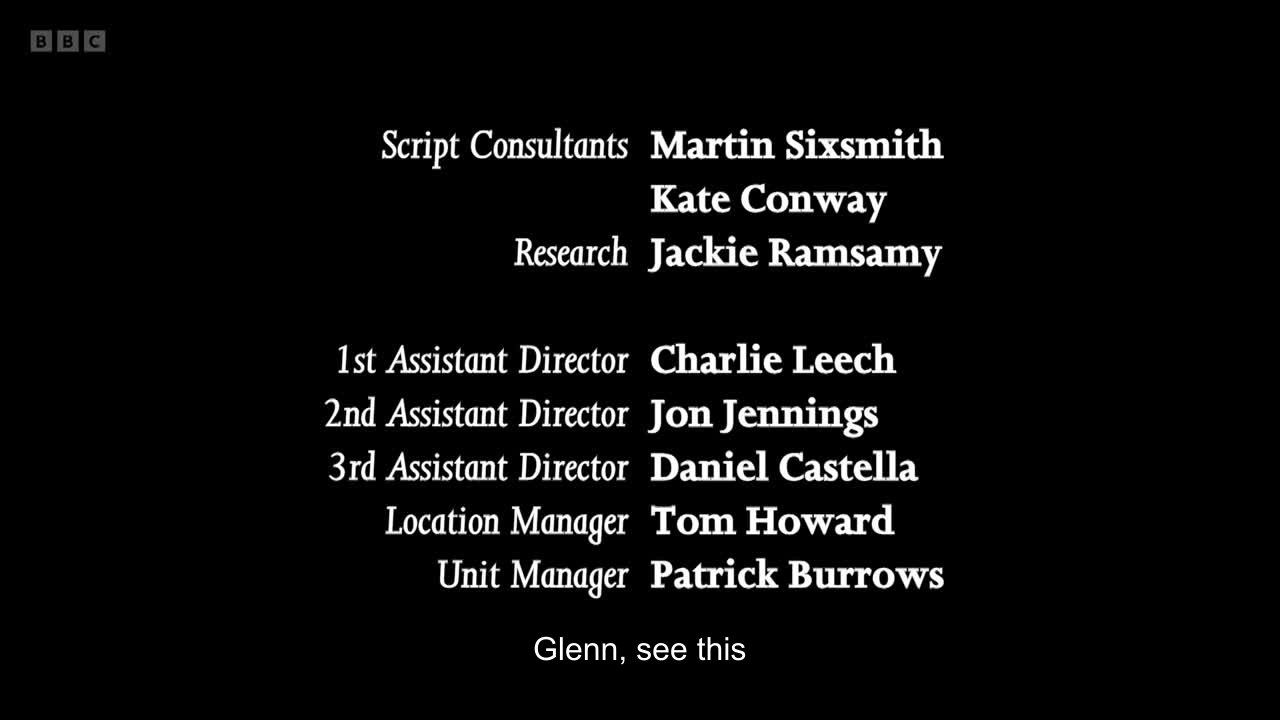 BBC
Script Consultants Martin Sixsmith
Kate Conway
Research Jackie Ramsamy
1st Assistant Director Charlie Leech
2nd Assistant Director Jon Jennings
3rd Assistant Director Daniel Castella
Location Manager Tom Howard
Unit Manager Patrick Burrows
Glenn, see this